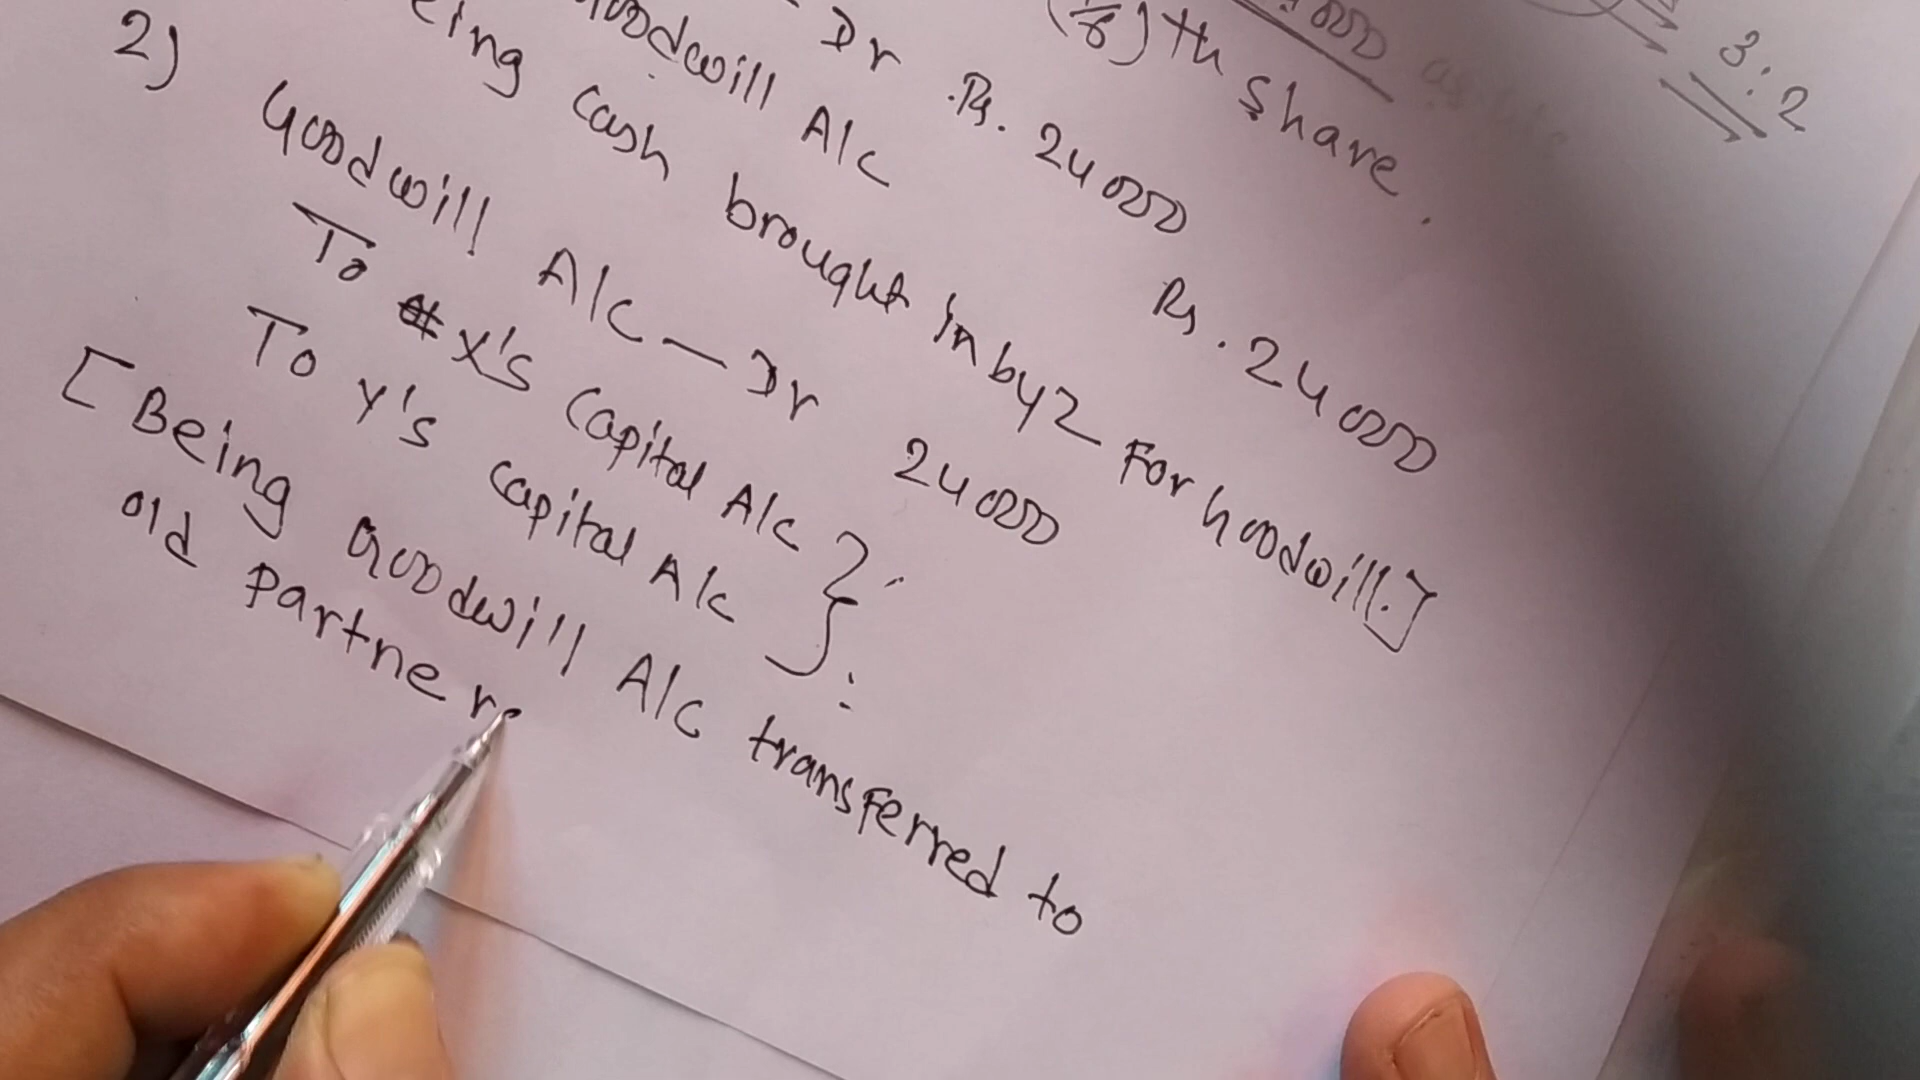 3:2
(1/8)th share.
Dr Rs. 24000
Goodwill A/c Rs. 24000
eing cash brought in by Z For Goodwill.]
2) Goodwill A/c — Dr 24000
To X's Capital A/c }
To Y's Capital A/c
[Being Goodwill A/c transferred to
old partner